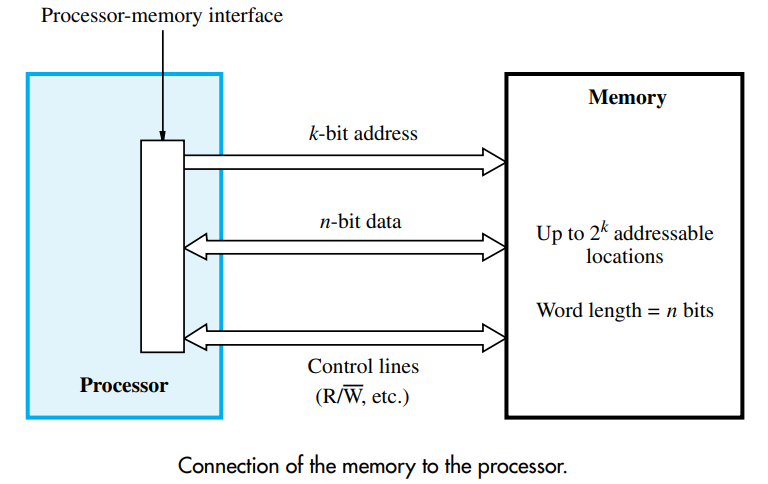 Processor-memory interface
Memory
k-bit address
n-bit data
Up to 2^k addressable
locations
Word length = n bits
Processor
Control lines
(R/W̅, etc.)
Connection of the memory to the processor.